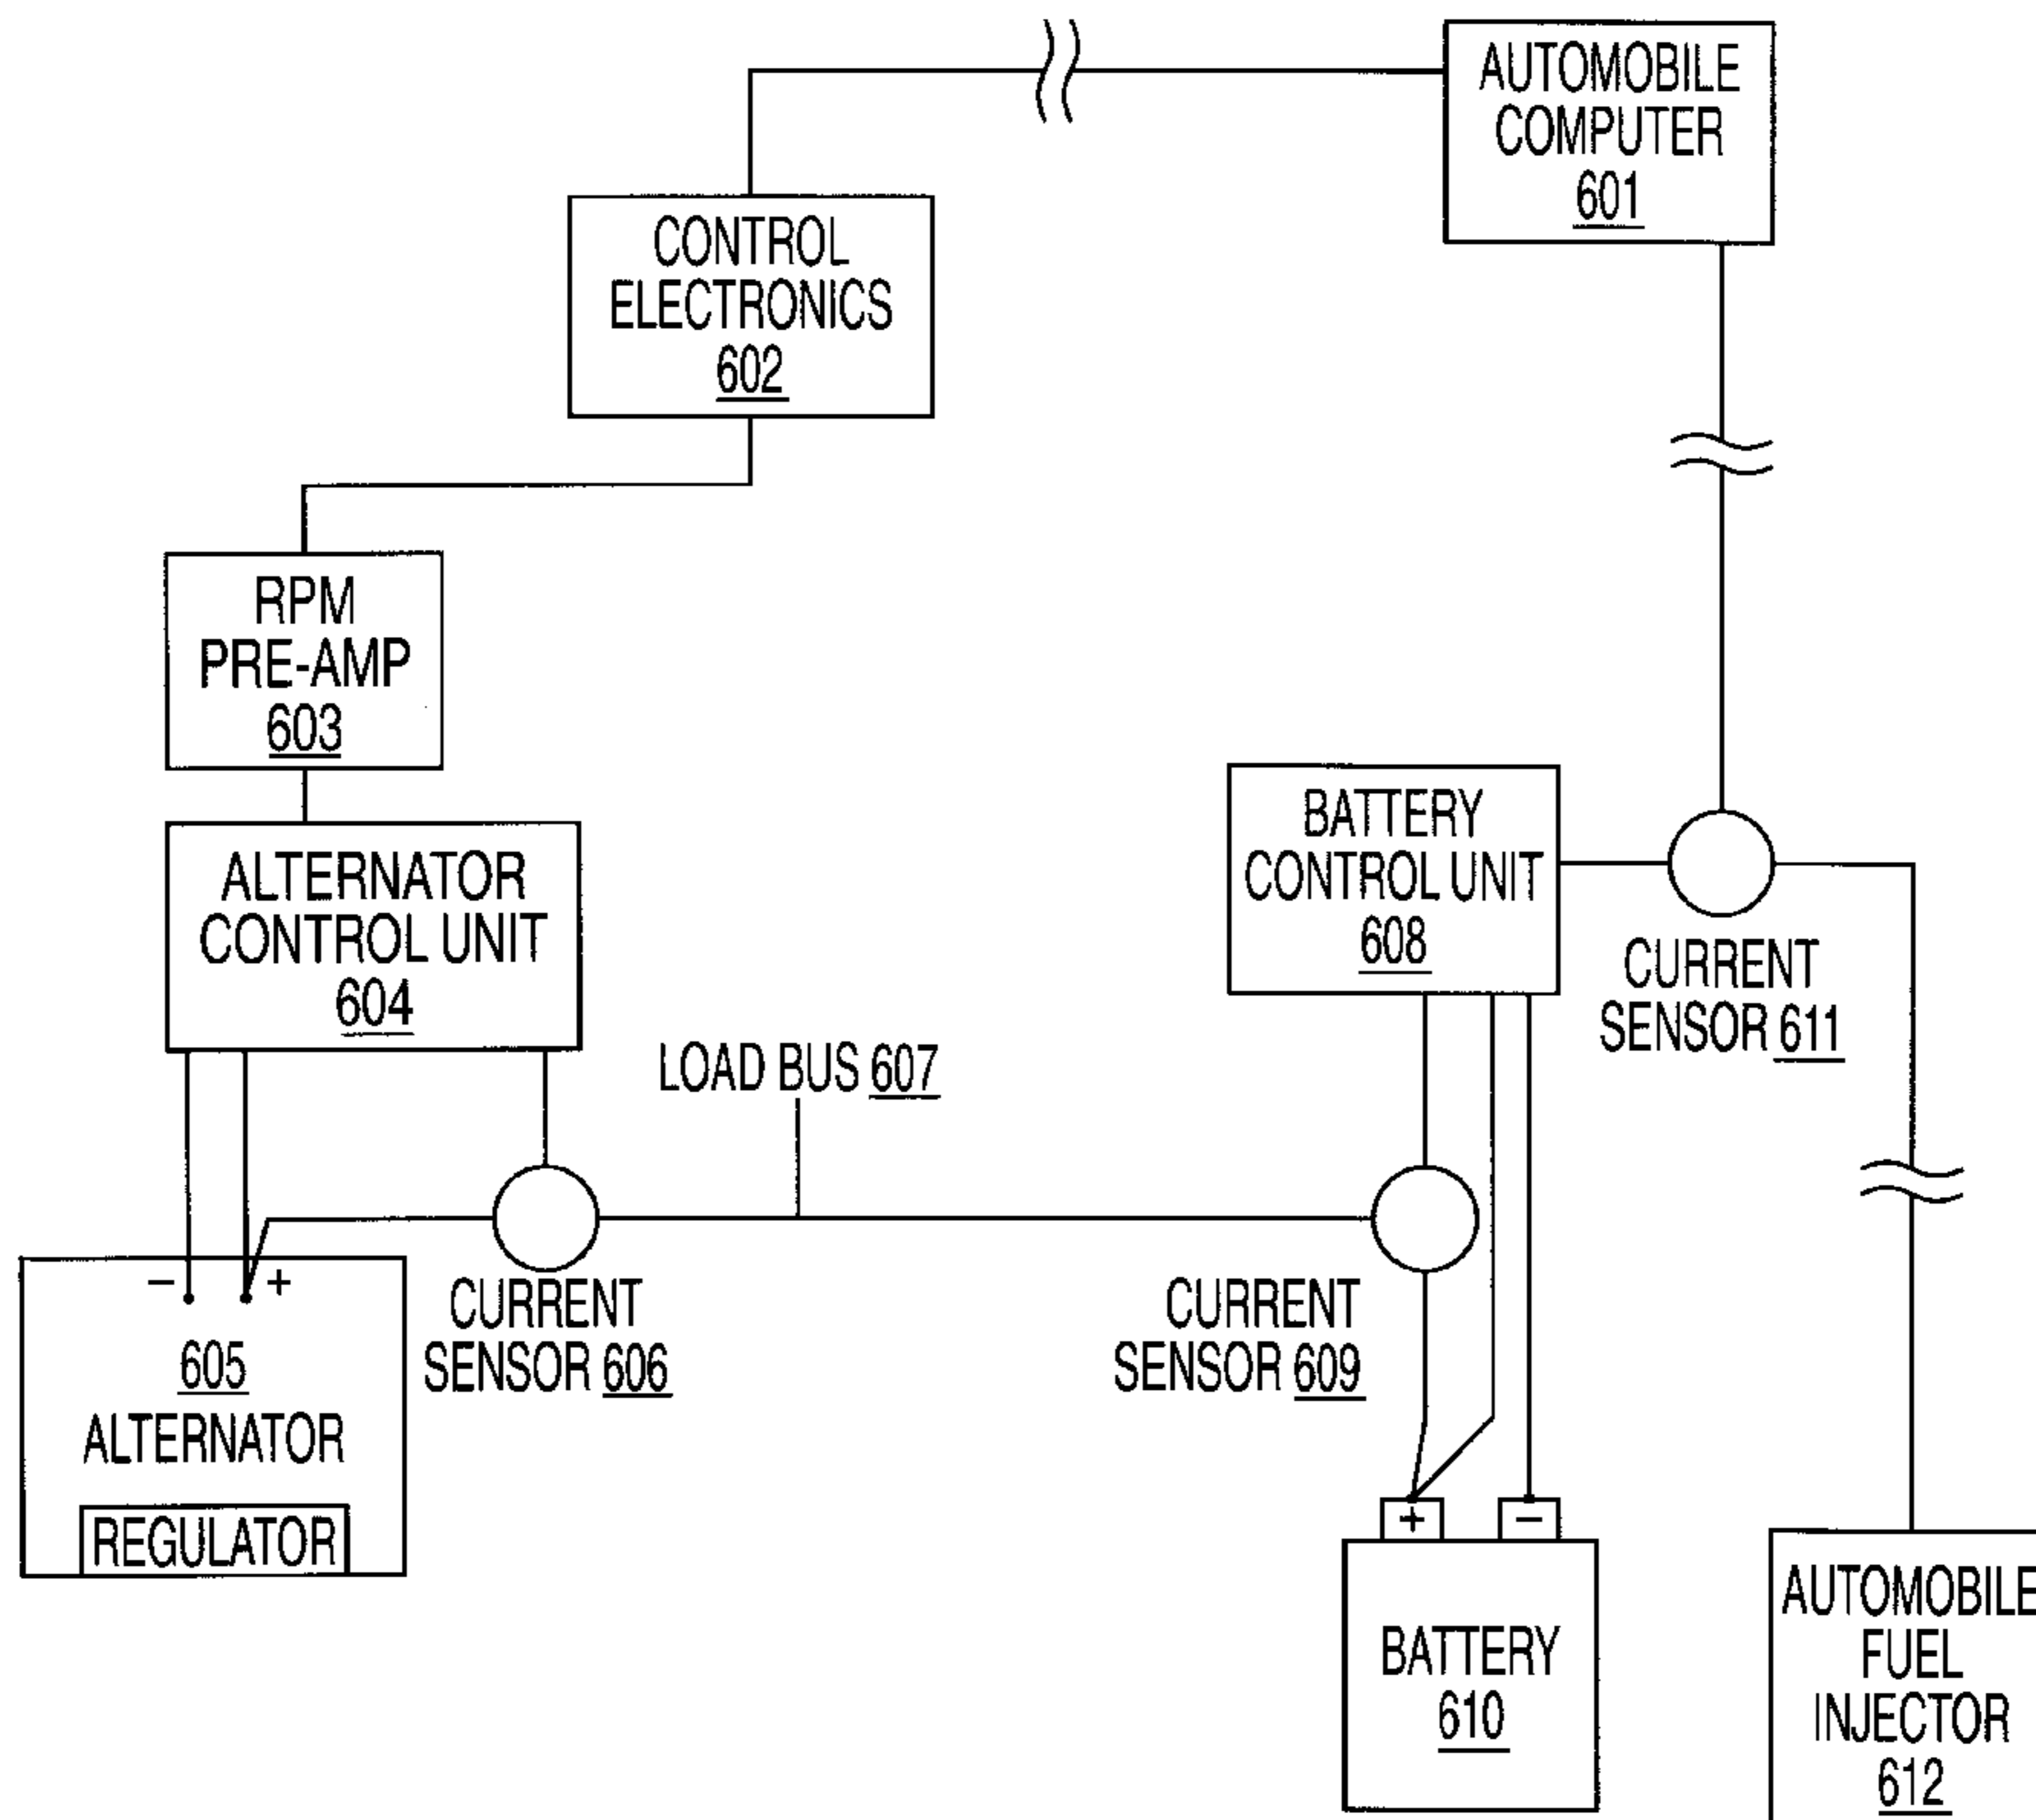 AUTOMOBILE
COMPUTER
601
CONTROL
ELECTRONICS
602
RPM
PRE-AMP
603
ALTERNATOR
CONTROL UNIT
604
BATTERY
CONTROL UNIT
608
CURRENT
SENSOR 611
LOAD BUS 607
- +
605
ALTERNATOR
REGULATOR
CURRENT
SENSOR 606
CURRENT
SENSOR 609
+ -
BATTERY
610
AUTOMOBILE
FUEL
INJECTOR
612